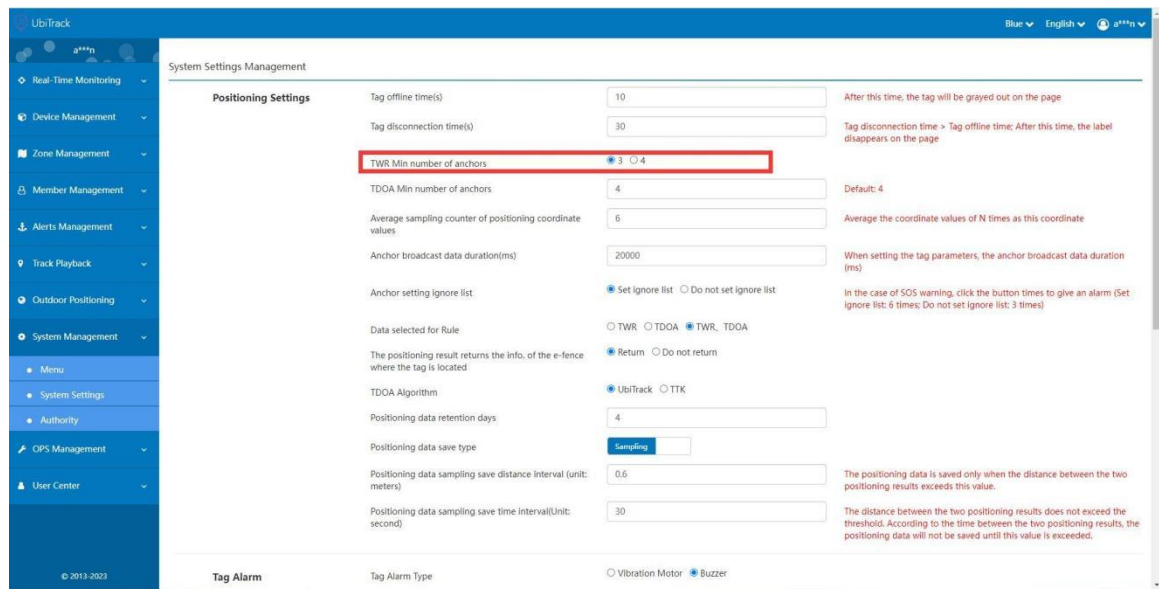 UbiTrack
Blue English a***n
a***n
Real-Time Monitoring
Device Management
Zone Management
Member Management
Alerts Management
Track Playback
Outdoor Positioning
System Management
Menu
System Settings
Authority
OPS Management
User Center
© 2013-2023
System Settings Management
Positioning Settings
Tag offline time(s) 10 After this time, the tag will be grayed out on the page
Tag disconnection time(s) 30 Tag disconnection time > Tag offline time; After this time, the label
disappears on the page
TWR Min number of anchors 3 4
TDOA Min number of anchors 4 Default: 4
Average sampling counter of positioning coordinate 6 Average the coordinate values of N times as this coordinate
values
Anchor broadcast data duration(ms) 20000 When setting the tag parameters, the anchor broadcast data duration
(ms)
Anchor setting ignore list Set ignore list Do not set ignore list In the case of SOS warning, click the button times to give an alarm (Set
ignore list: 6 times; Do not set ignore list: 3 times)
Data selected for Rule TWR TDOA TWR、TDOA
The positioning result returns the info. of the e-fence Return Do not return
where the tag is located
TDOA Algorithm UbiTrack TTK
Positioning data retention days 4
Positioning data save type Sampling
Positioning data sampling save distance interval (unit: 0.6 The positioning data is saved only when the distance between the two
meters) positioning results exceeds this value.
Positioning data sampling save time interval(Unit: 30 The distance between the two positioning results does not exceed the
second) threshold. According to the time between the two positioning results, the
positioning data will not be saved until this value is exceeded.
Tag Alarm Tag Alarm Type Vibration Motor Buzzer